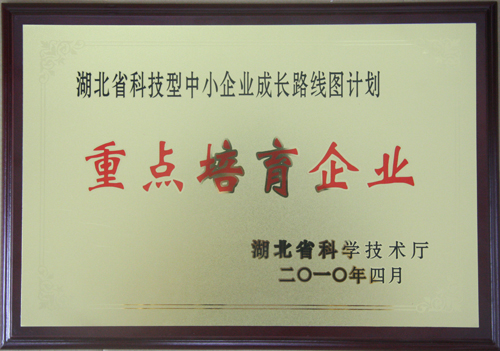 湖北省科技型中小企业成长路线图计划
重点培育企业
湖北省科学技术厅
二〇一〇年四月